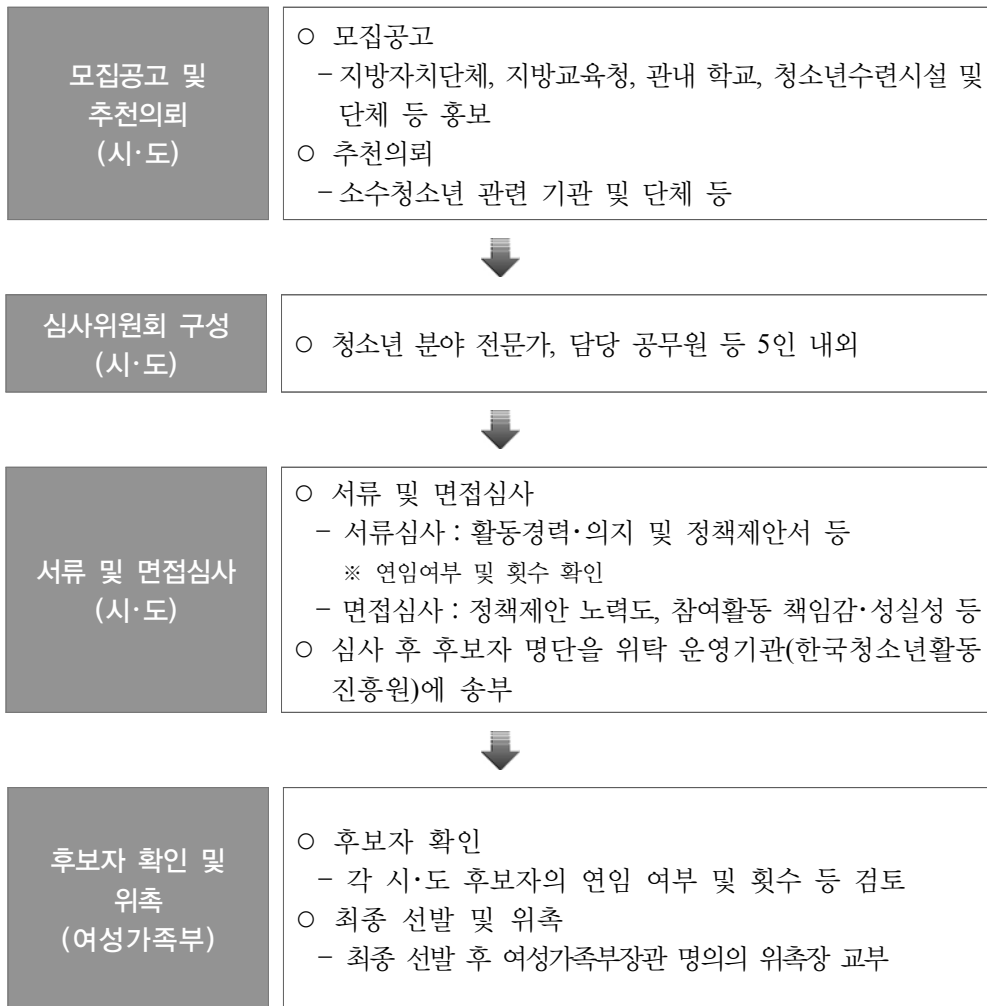 모집공고 및
추천의뢰
(시·도)
○ 모집공고
- 지방자치단체, 지방교육청, 관내 학교, 청소년수련시설 및
단체 등 홍보
○ 추천의뢰
- 소수청소년 관련 기관 및 단체 등
심사위원회 구성
(시·도)
○ 청소년 분야 전문가, 담당 공무원 등 5인 내외
서류 및 면접심사
(시·도)
○ 서류 및 면접심사
- 서류심사 : 활동경력·의지 및 정책제안서 등
※ 연임여부 및 횟수 확인
- 면접심사 : 정책제안 노력도, 참여활동 책임감·성실성 등
○ 심사 후 후보자 명단을 위탁 운영기관(한국청소년활동
진흥원)에 송부
후보자 확인 및
위촉
(여성가족부)
○ 후보자 확인
- 각 시·도 후보자의 연임 여부 및 횟수 등 검토
○ 최종 선발 및 위촉
- 최종 선발 후 여성가족부장관 명의의 위촉장 교부